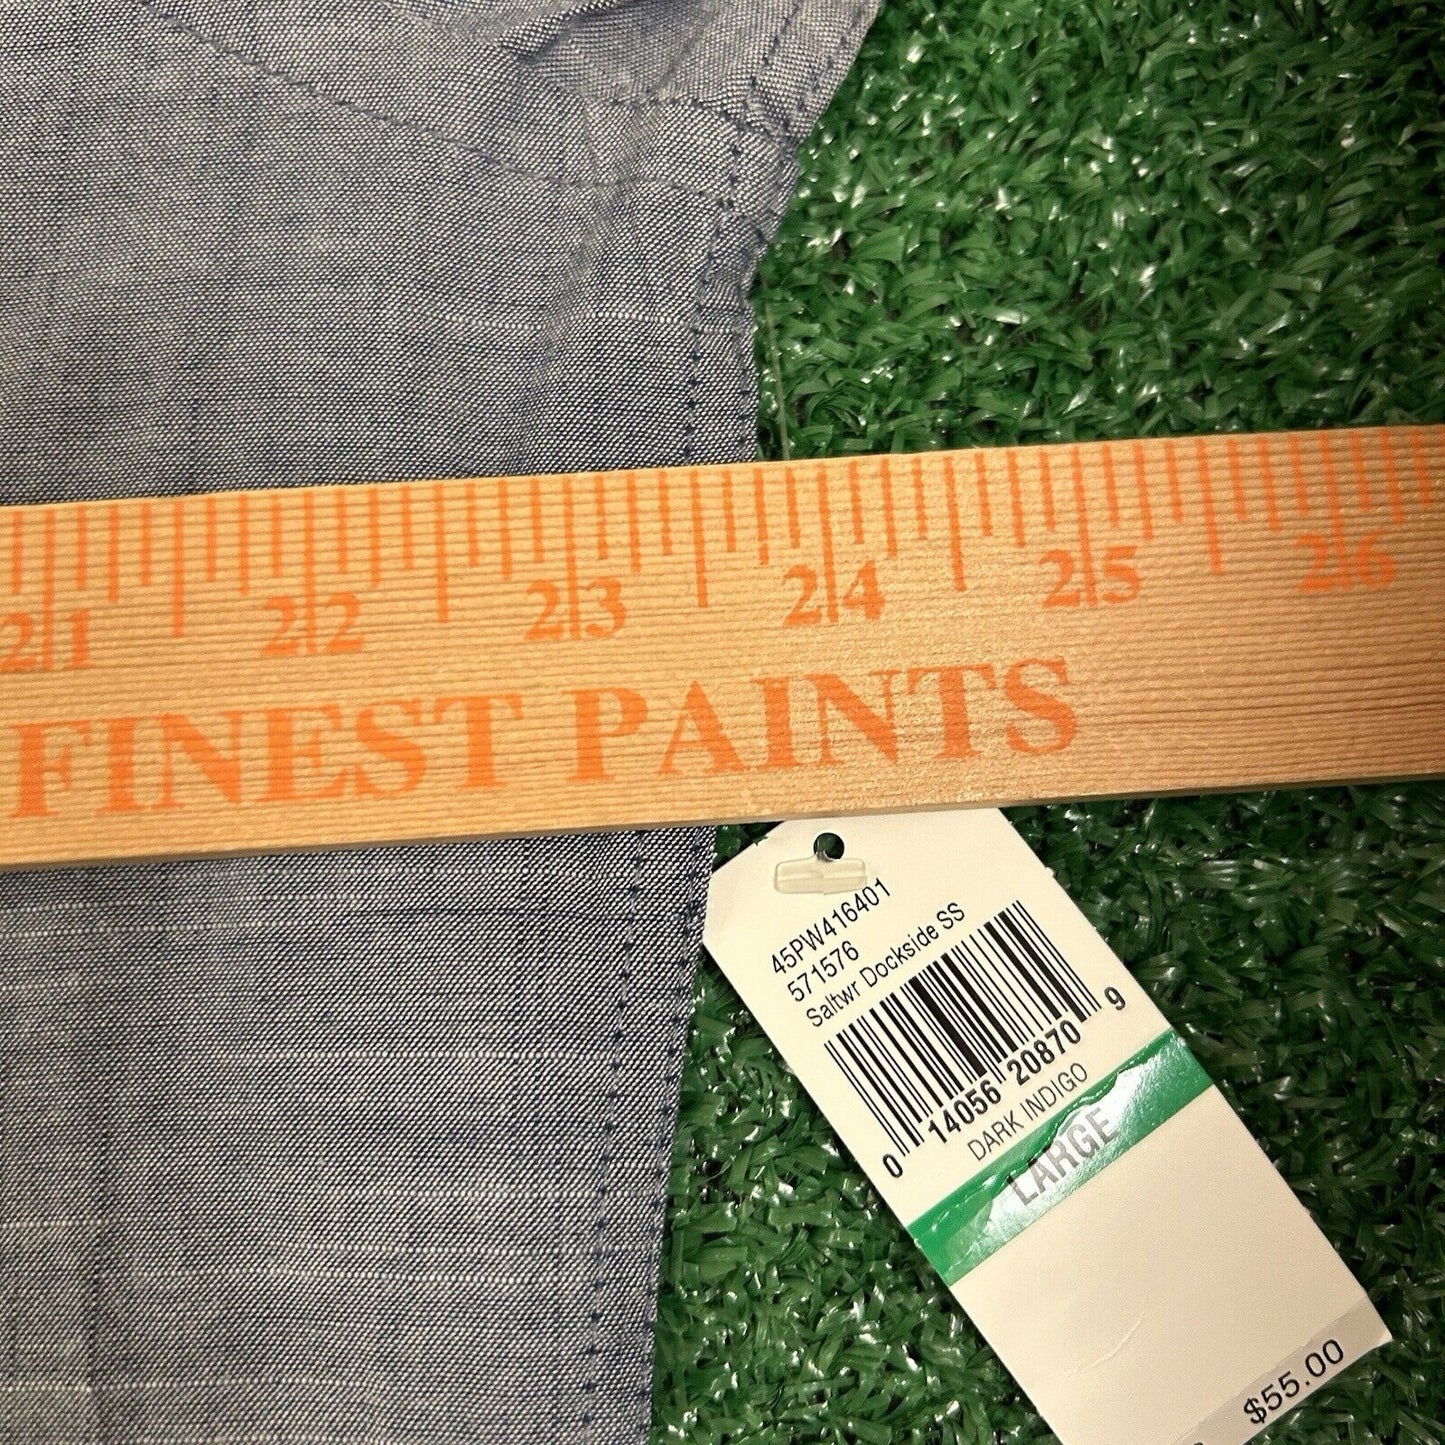 21 22 23 24 25 26
FINEST PAINTS
45PW416401
571576
Saltwr Dockside SS
0 14056 20870 9
DARK INDIGO
LARGE
$55.00